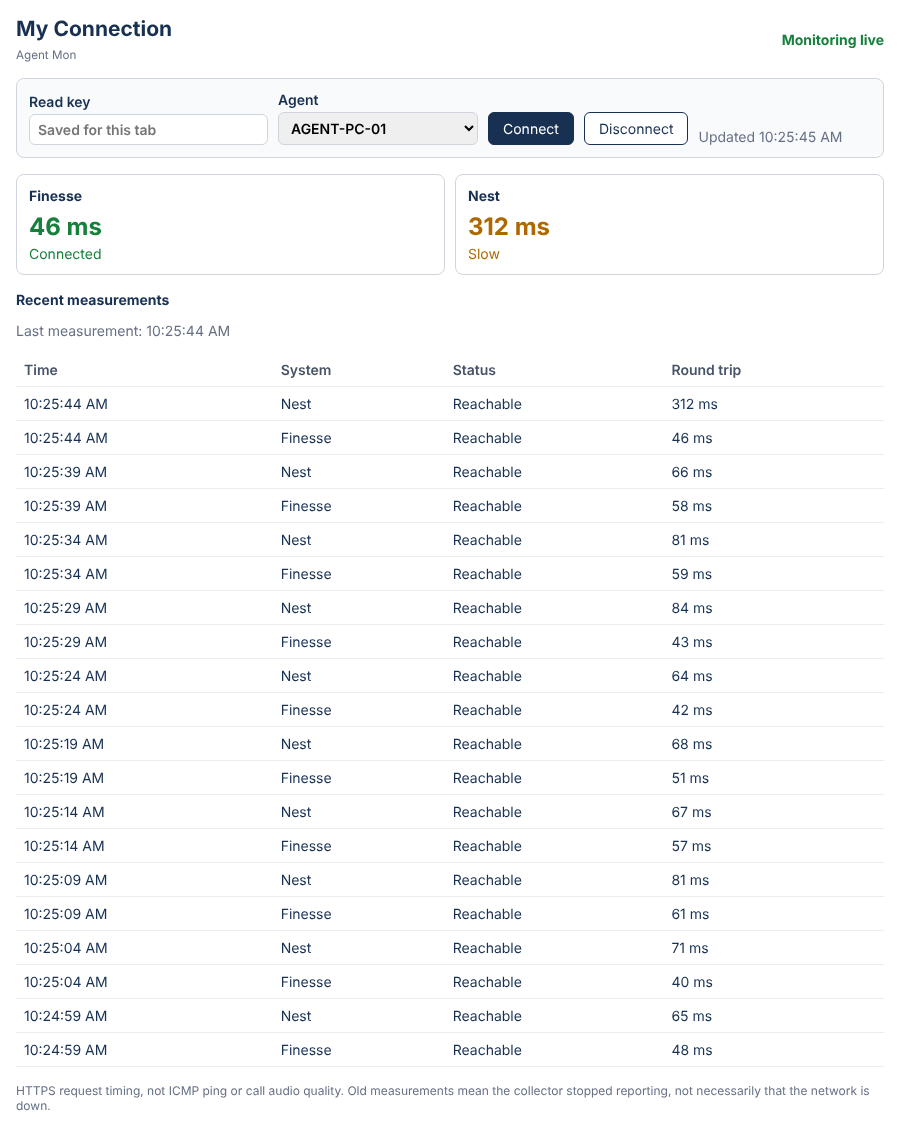 My Connection
Agent Mon
Monitoring live
Read key
Saved for this tab
Agent
AGENT-PC-01
Connect
Disconnect
Updated 10:25:45 AM
Finesse
46 ms
Connected
Nest
312 ms
Slow
Recent measurements
Last measurement: 10:25:44 AM
Time System Status Round trip
10:25:44 AM Nest Reachable 312 ms
10:25:44 AM Finesse Reachable 46 ms
10:25:39 AM Nest Reachable 66 ms
10:25:39 AM Finesse Reachable 58 ms
10:25:34 AM Nest Reachable 81 ms
10:25:34 AM Finesse Reachable 59 ms
10:25:29 AM Nest Reachable 84 ms
10:25:29 AM Finesse Reachable 43 ms
10:25:24 AM Nest Reachable 64 ms
10:25:24 AM Finesse Reachable 42 ms
10:25:19 AM Nest Reachable 68 ms
10:25:19 AM Finesse Reachable 51 ms
10:25:14 AM Nest Reachable 67 ms
10:25:14 AM Finesse Reachable 57 ms
10:25:09 AM Nest Reachable 81 ms
10:25:09 AM Finesse Reachable 61 ms
10:25:04 AM Nest Reachable 71 ms
10:25:04 AM Finesse Reachable 40 ms
10:24:59 AM Nest Reachable 65 ms
10:24:59 AM Finesse Reachable 48 ms
HTTPS request timing, not ICMP ping or call audio quality. Old measurements mean the collector stopped reporting, not necessarily that the network is
down.